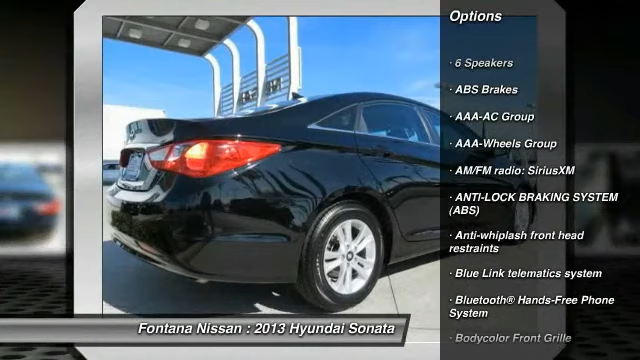 Options
· 6 Speakers
· ABS Brakes
· AAA-AC Group
· AAA-Wheels Group
· AM/FM radio: SiriusXM
· ANTI-LOCK BRAKING SYSTEM
(ABS)
· Anti-whiplash front head
restraints
· Blue Link telematics system
· Bluetooth® Hands-Free Phone
System
· Bodycolor Front Grille
Fontana Nissan : 2013 Hyundai Sonata